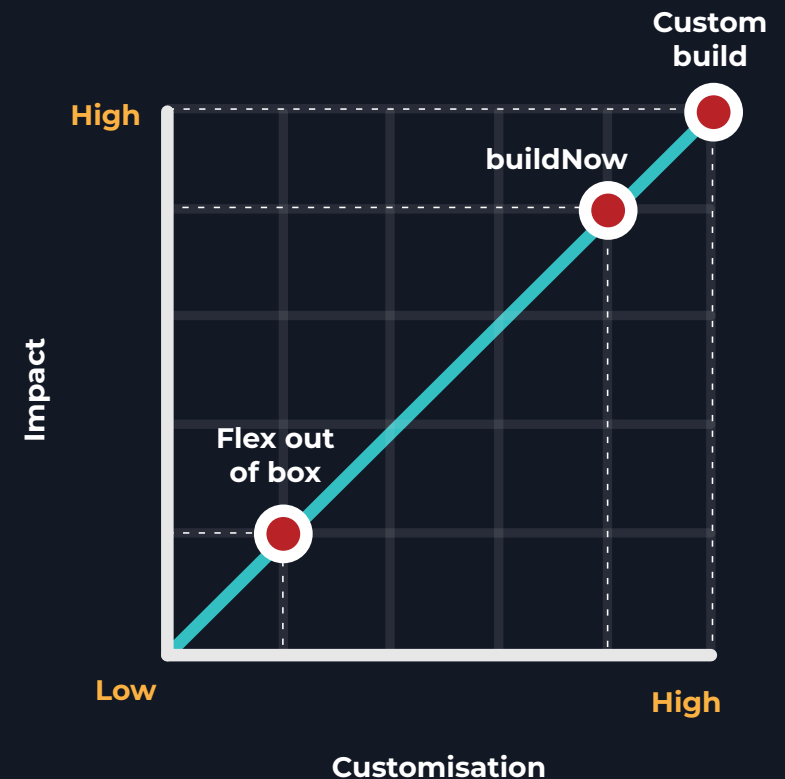 Custom
build
High
buildNow
Impact
Flex out
of box
Low
High
Customisation